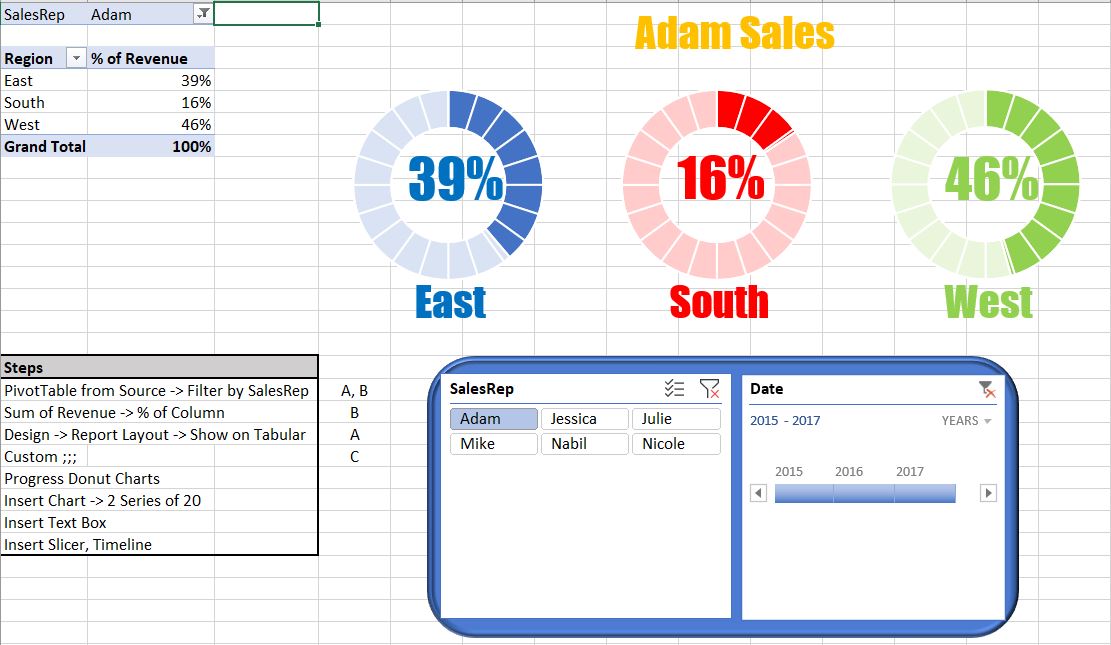 SalesRep Adam
Adam Sales
Region % of Revenue
East 39%
South 16%
West 46%
Grand Total 100%
39% 16% 46%
East South West
Steps
PivotTable from Source -> Filter by SalesRep A, B
Sum of Revenue -> % of Column B
Design -> Report Layout -> Show on Tabular A
Custom ;;; C
Progress Donut Charts
Insert Chart -> 2 Series of 20
Insert Text Box
Insert Slicer, Timeline
SalesRep
Adam Jessica Julie
Mike Nabil Nicole
Date
2015 - 2017 YEARS
2015 2016 2017